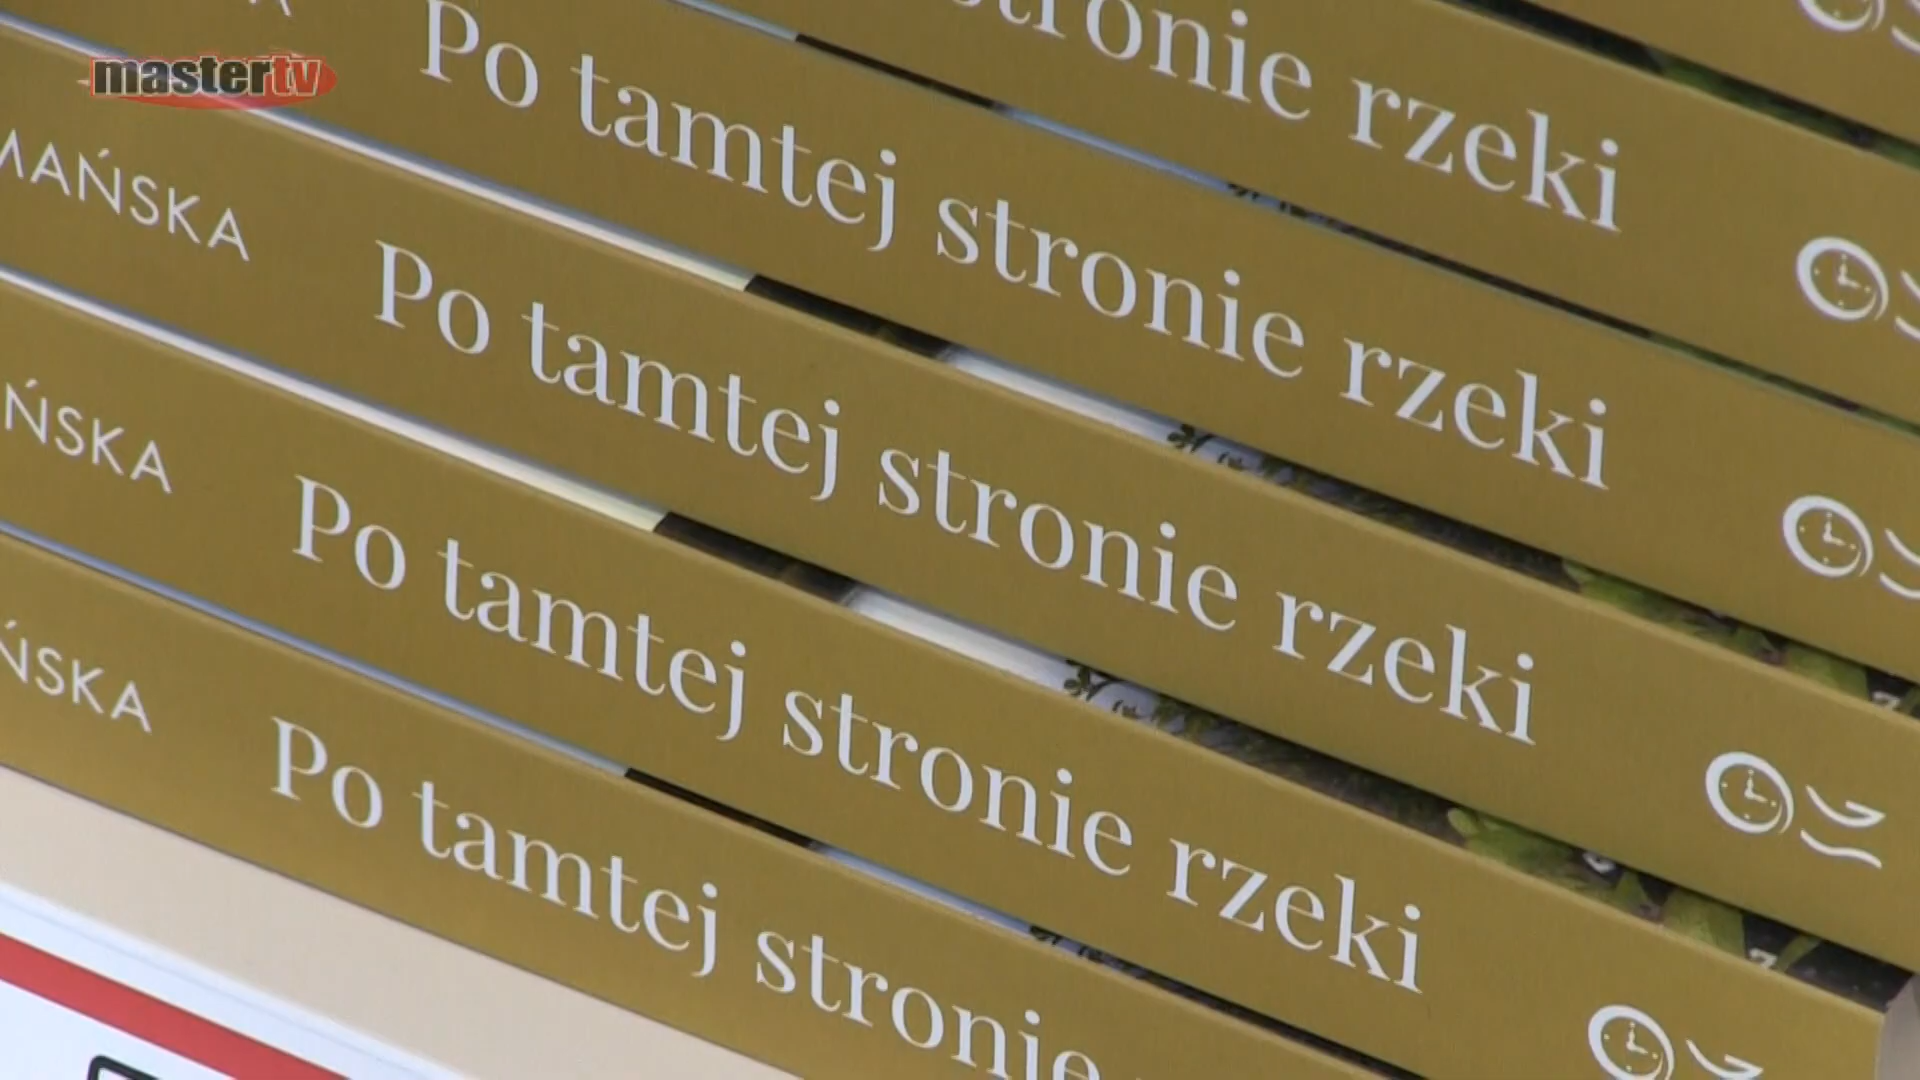 mastertv
stronie rzeki
Po tamtej stronie rzeki
MAŃSKA Po tamtej stronie rzeki
ŃSKA Po tamtej stronie rzeki
ŃSKA Po tamtej stronie